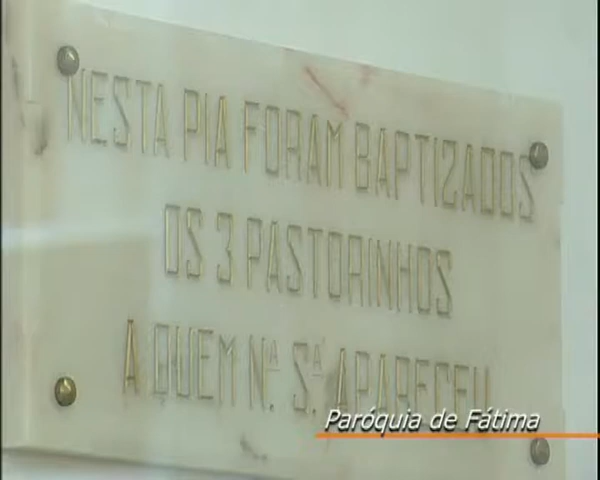 NESTA PIA FORAM BAPTIZADOS
OS 3 PASTORINHOS
A QUEM Nª. Sª. APARECEU
Paróquia de Fátima